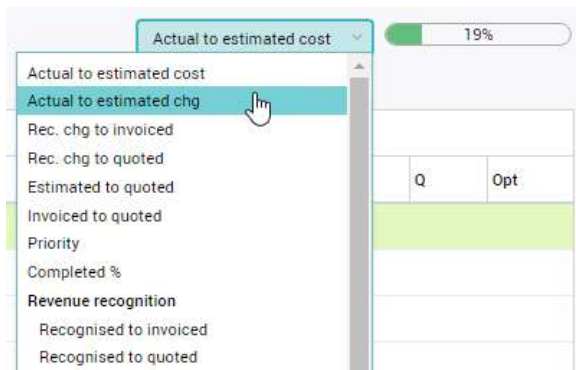 Actual to estimated cost 19%
Actual to estimated cost
Actual to estimated chg
Rec. chg to invoiced
Rec. chg to quoted
Estimated to quoted
Q Opt
Invoiced to quoted
Priority
Completed %
Revenue recognition
Recognised to invoiced
Recognised to quoted